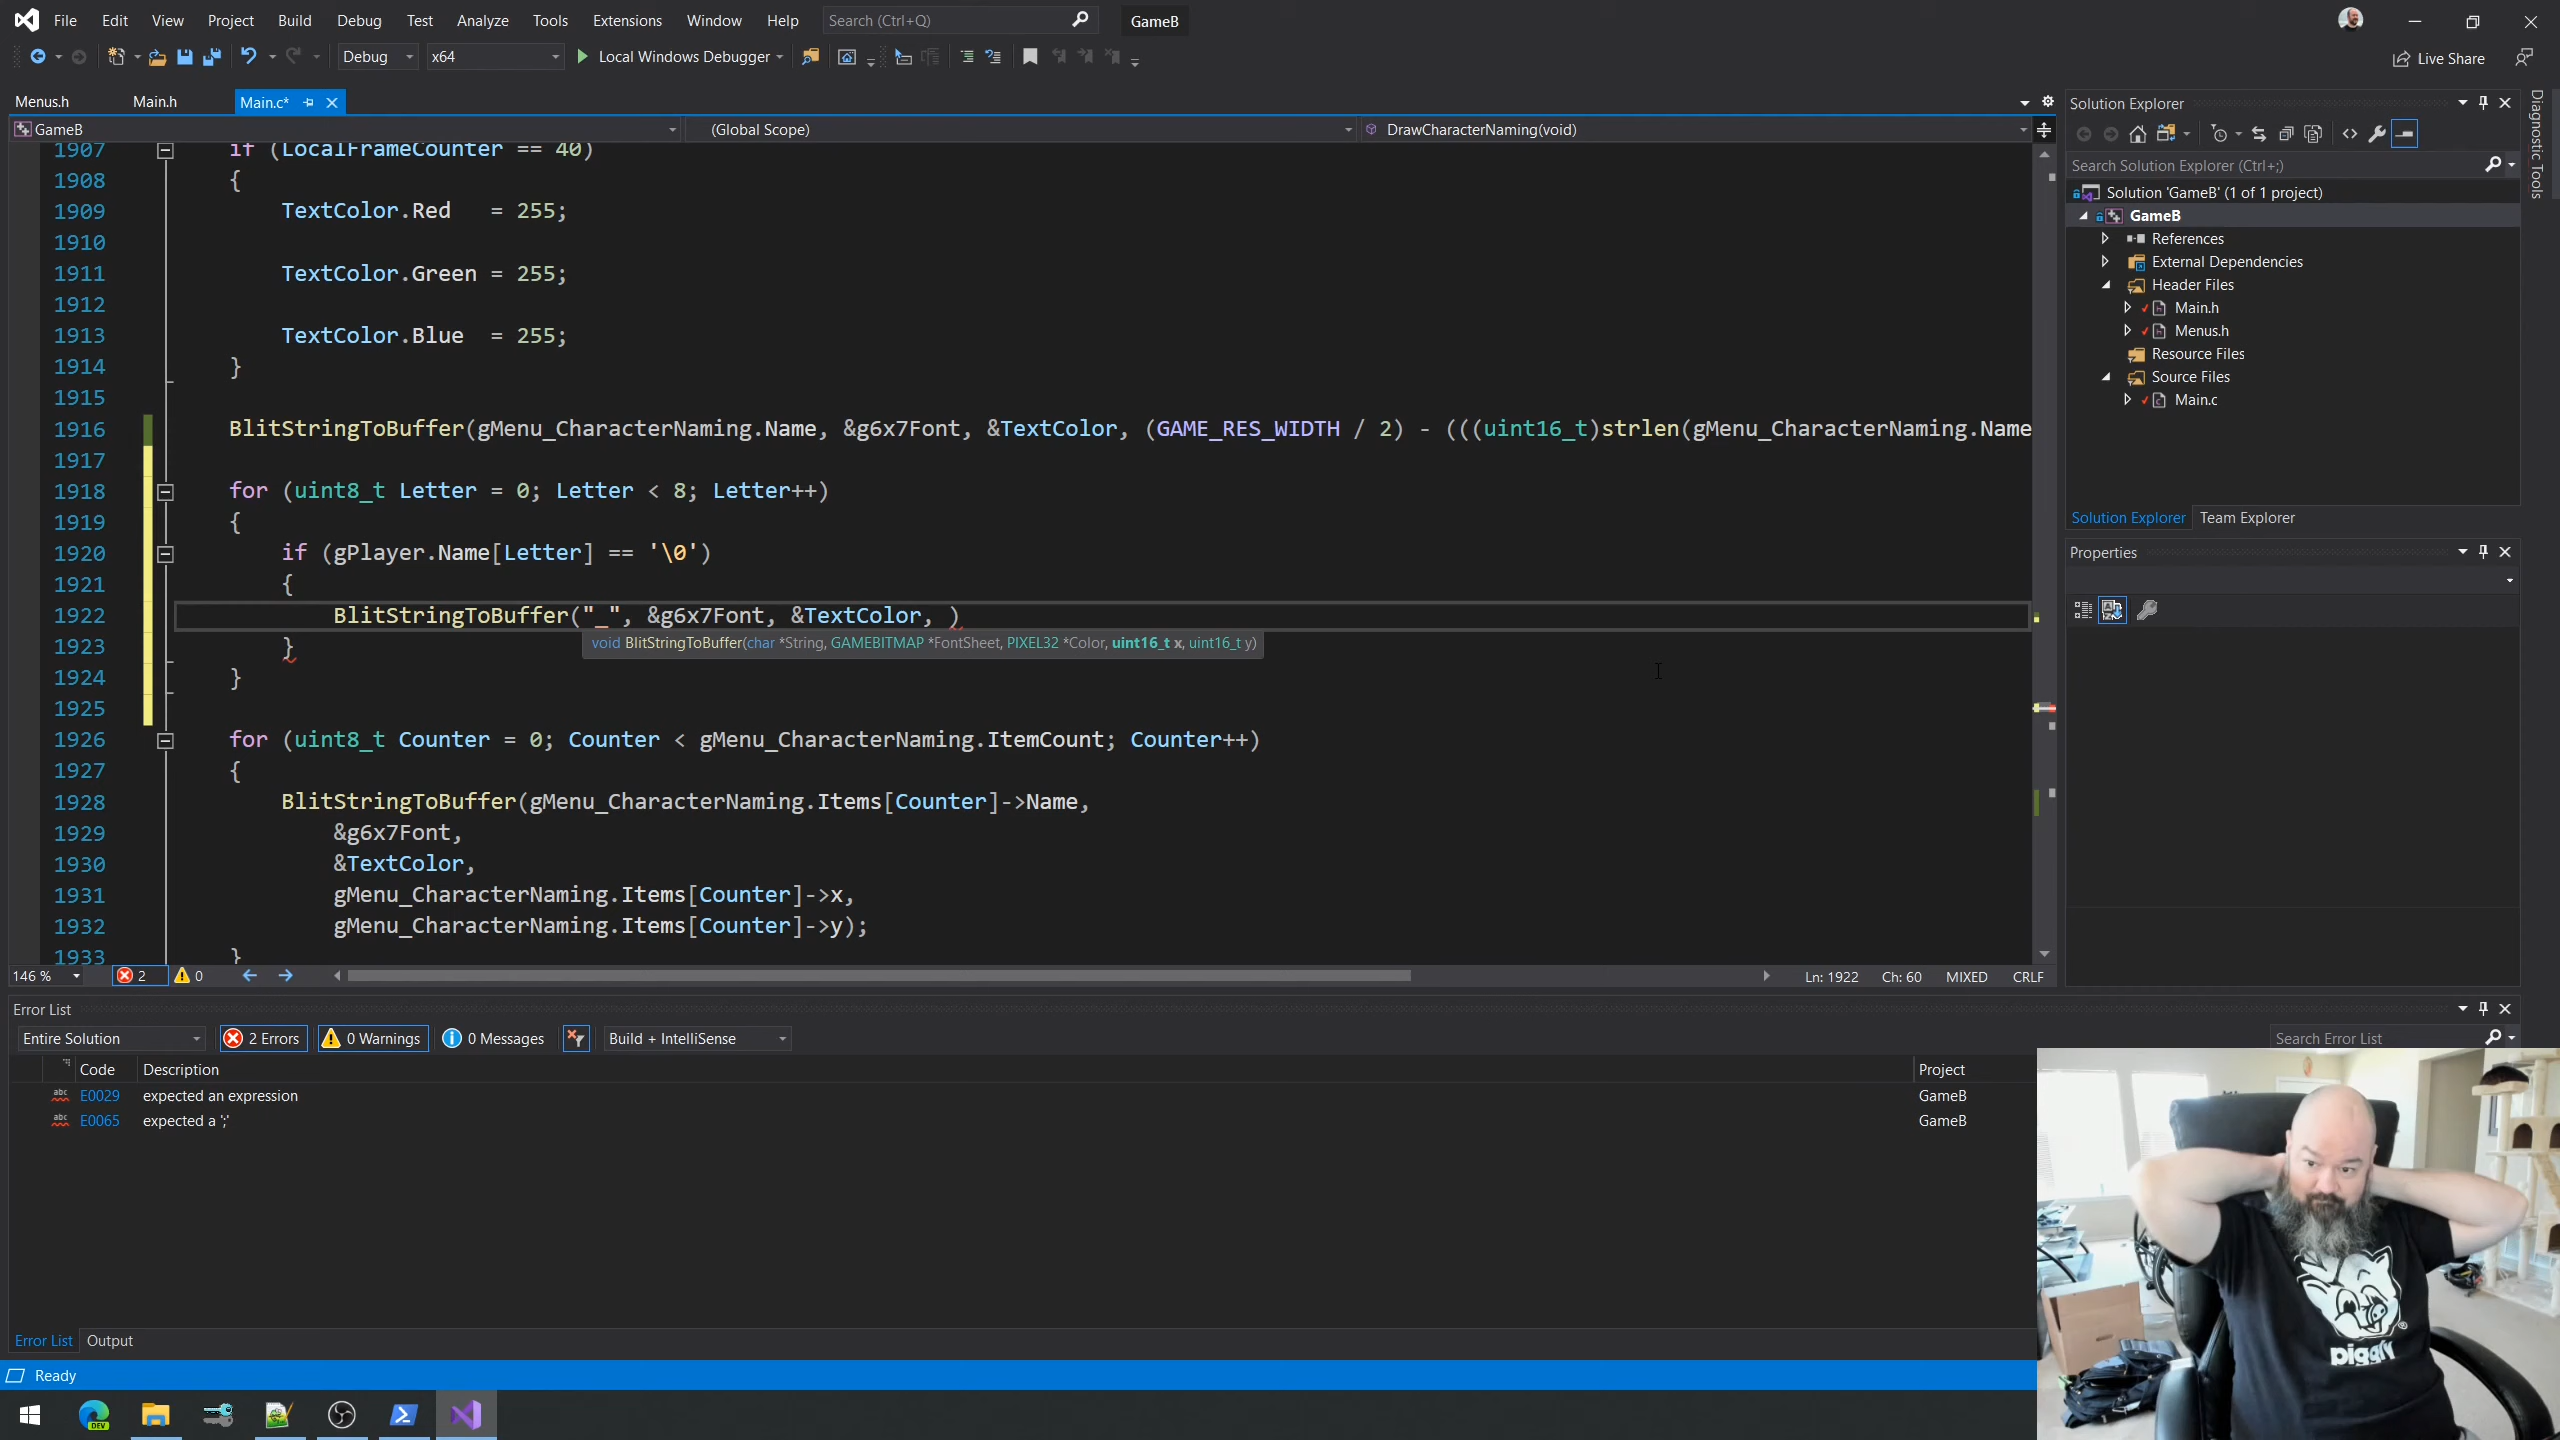 File Edit View Project Build Debug Test Analyze Tools Extensions Window Help Search (Ctrl+Q) GameB
Debug x64 Local Windows Debugger Live Share
Menus.h Main.h Main.c*
GameB (Global Scope) DrawCharacterNaming(void)
1907 if (LocalFrameCounter == 40)
1908 {
1909 TextColor.Red = 255;
1910
1911 TextColor.Green = 255;
1912
1913 TextColor.Blue = 255;
1914 }
1915
1916 BlitStringToBuffer(gMenu_CharacterNaming.Name, &g6x7Font, &TextColor, (GAME_RES_WIDTH / 2) - (((uint16_t)strlen(gMenu_CharacterNaming.Name
1917
1918 for (uint8_t Letter = 0; Letter < 8; Letter++)
1919 {
1920 if (gPlayer.Name[Letter] == '\0')
1921 {
1922 BlitStringToBuffer("_", &g6x7Font, &TextColor, )
void BlitStringToBuffer(char *String, GAMEBITMAP *FontSheet, PIXEL32 *Color, uint16_t x, uint16_t y)
1923 }
1924 }
1925
1926 for (uint8_t Counter = 0; Counter < gMenu_CharacterNaming.ItemCount; Counter++)
1927 {
1928 BlitStringToBuffer(gMenu_CharacterNaming.Items[Counter]->Name,
1929 &g6x7Font,
1930 &TextColor,
1931 gMenu_CharacterNaming.Items[Counter]->x,
1932 gMenu_CharacterNaming.Items[Counter]->y);
1933 }
146 % 2 0 Ln: 1922 Ch: 60 MIXED CRLF
Solution Explorer
Search Solution Explorer (Ctrl+;)
Solution 'GameB' (1 of 1 project)
GameB
References
External Dependencies
Header Files
Main.h
Menus.h
Resource Files
Source Files
Main.c
Solution Explorer Team Explorer
Properties
Diagnostic Tools
Error List
Entire Solution 2 Errors 0 Warnings 0 Messages Build + IntelliSense Search Error List
Code Description Project
abc E0029 expected an expression GameB
abc E0065 expected a ';' GameB
Error List Output
Ready
DEV
piggly